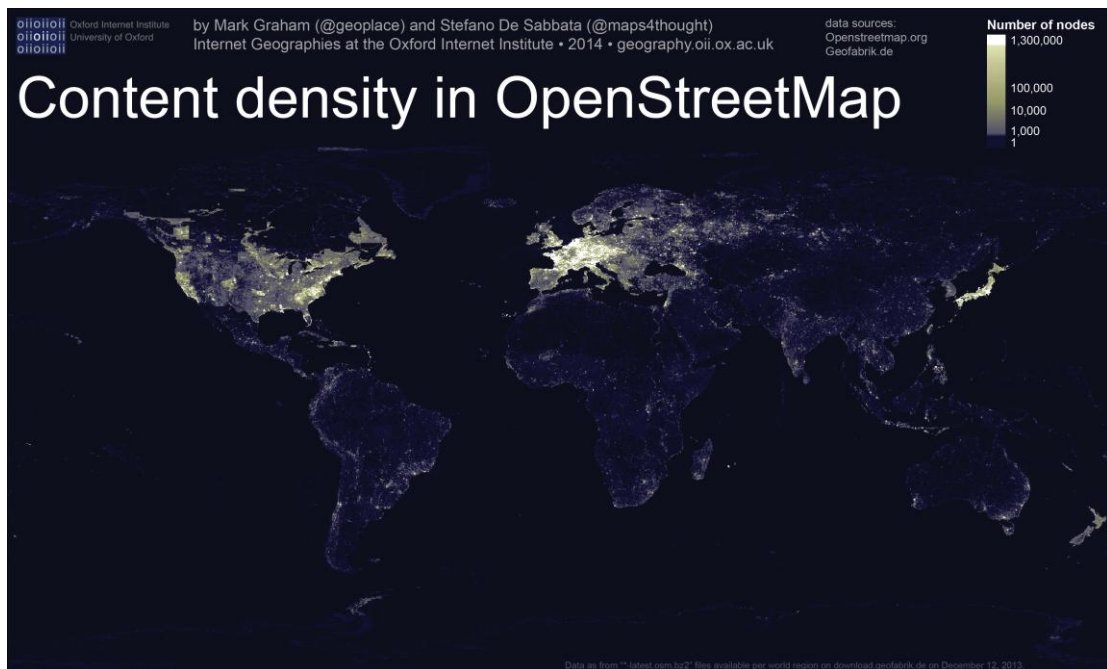 oiioiioii
oiioiioii
oiioiioii
Oxford Internet Institute
University of Oxford
by Mark Graham (@geoplace) and Stefano De Sabbata (@maps4thought)
Internet Geographies at the Oxford Internet Institute • 2014 • geography.oii.ox.ac.uk
data sources:
Openstreetmap.org
Geofabrik.de
Number of nodes
1,300,000
100,000
10,000
1,000
1
Content density in OpenStreetMap
Data as from "*-latest.osm.bz2" files available per world region on download.geofabrik.de on December 12, 2013.